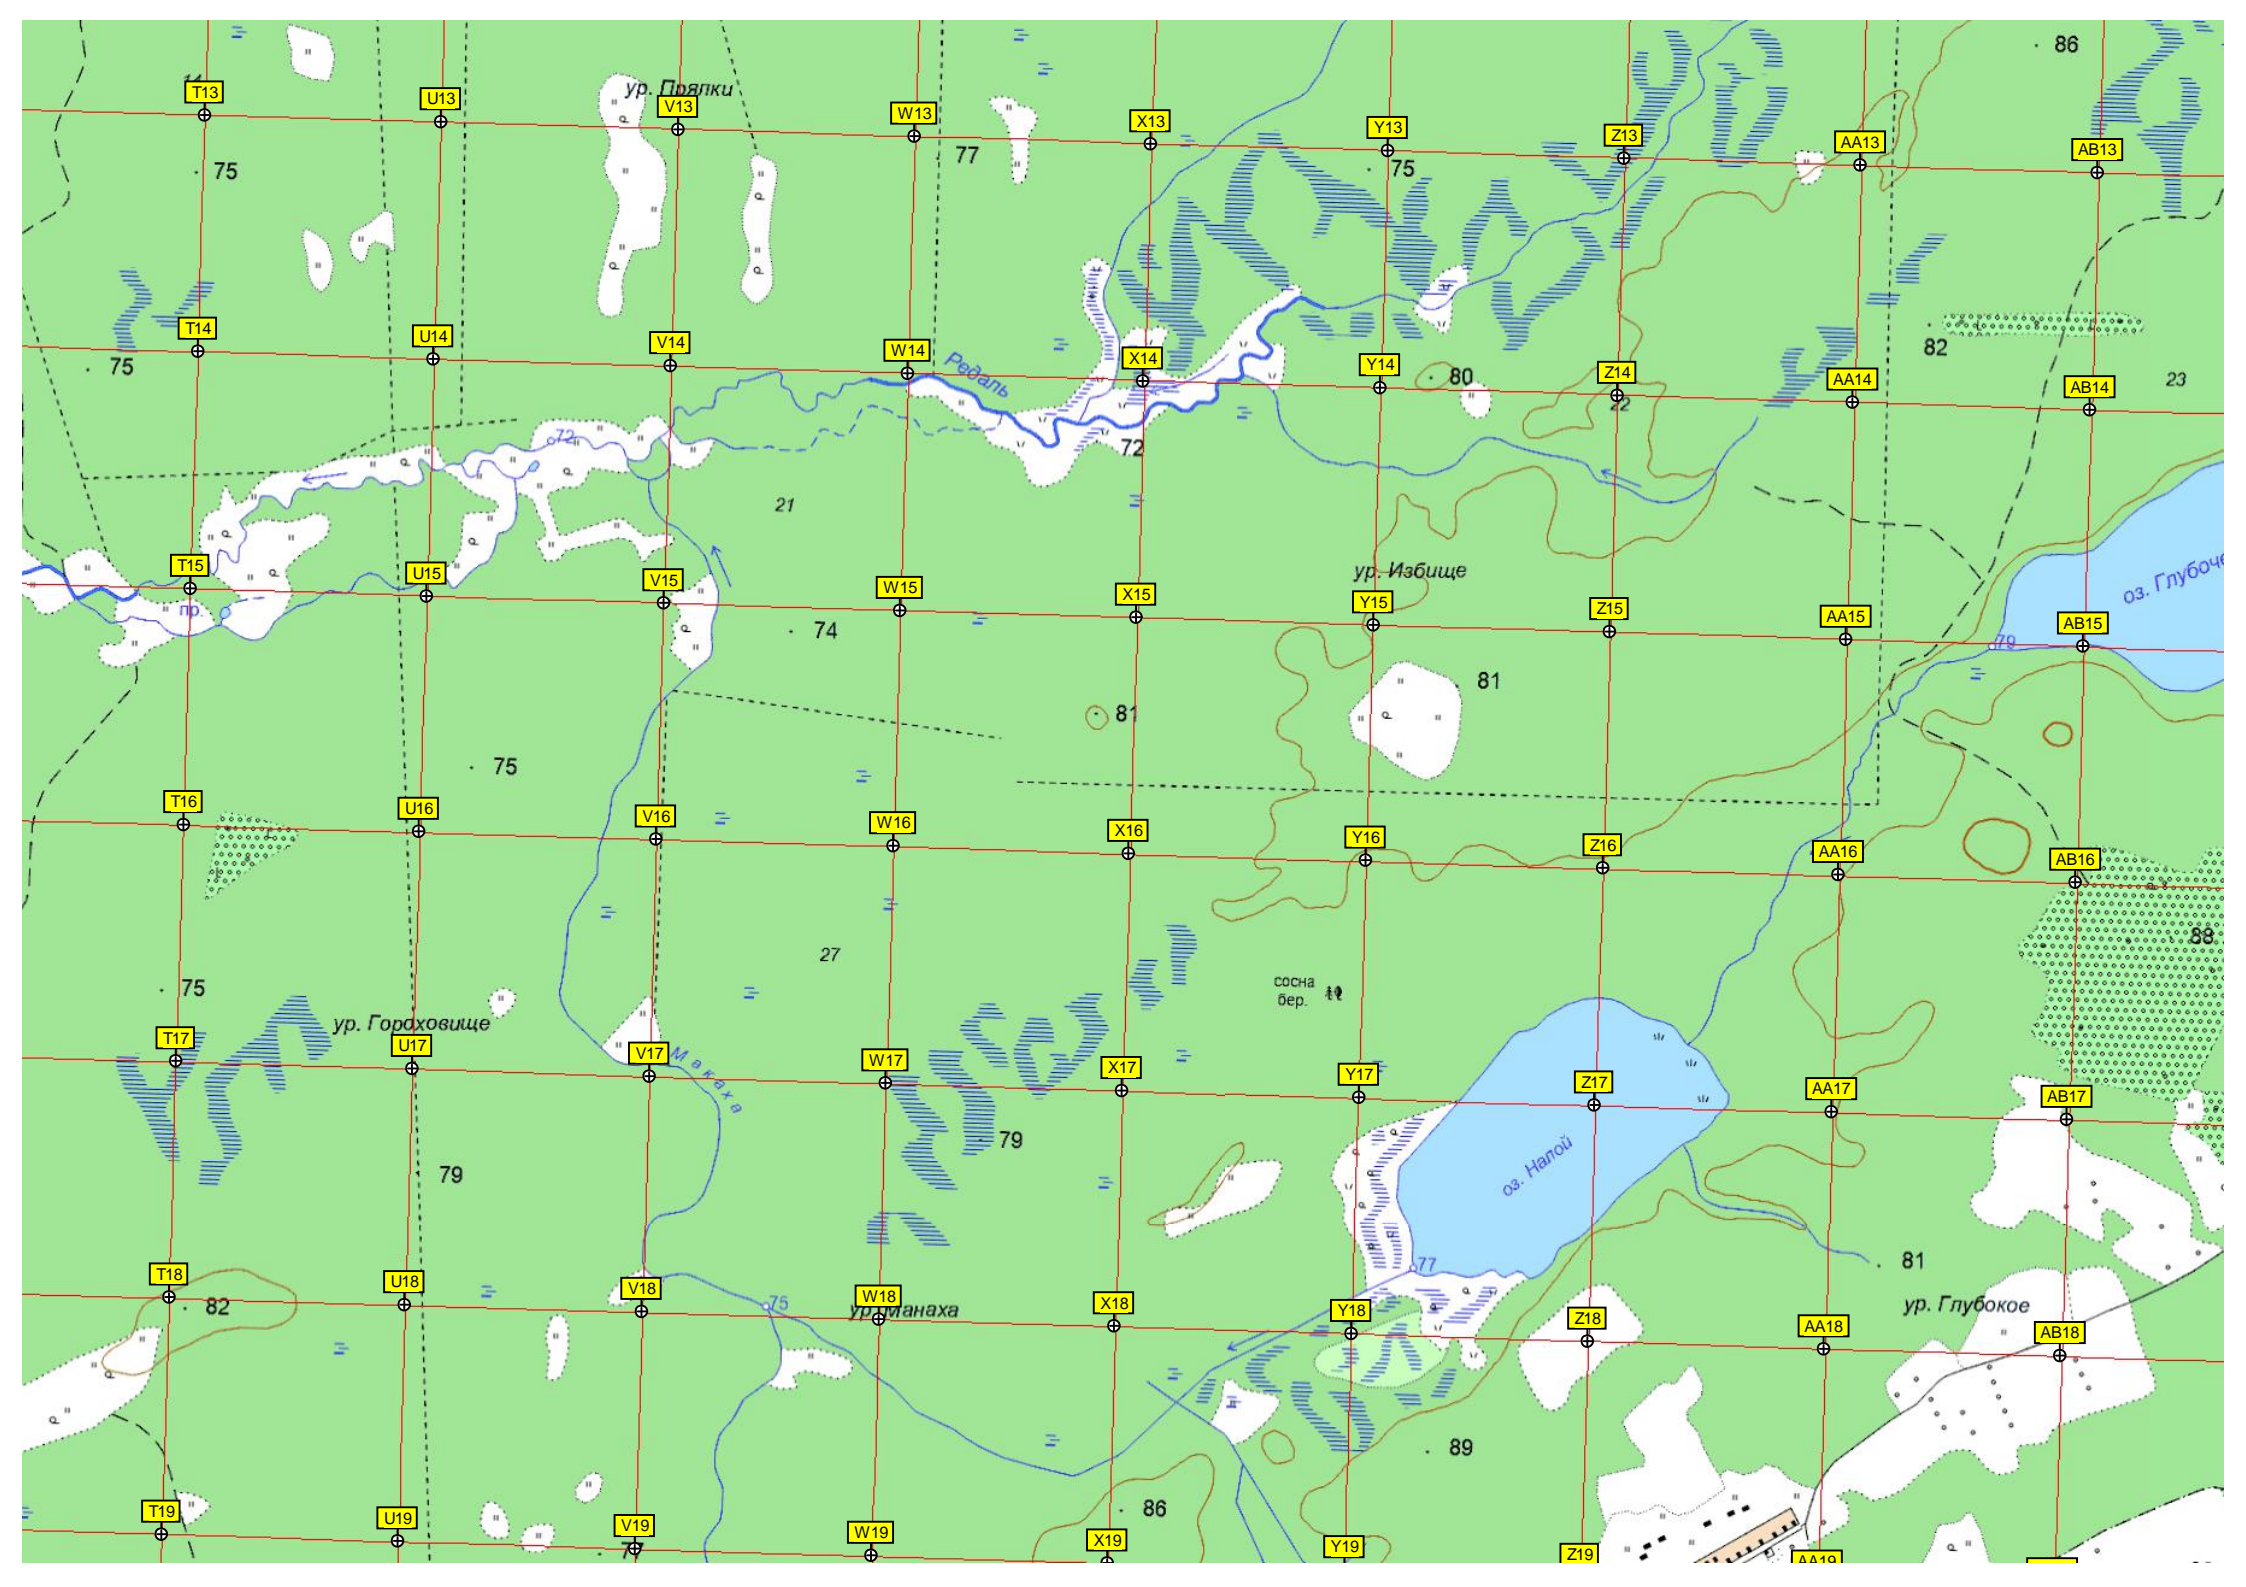 86
ур. Прялки
T13
U13
V13
W13
X13
Y13
Z13
AA13
AB13
75
77
75
T14
U14
V14
W14
X14
Y14
Z14
AA14
AB14
75
Редаль
80
22
82
23
72
72
21
оз. Глубоче
ур. Избище
T15
U15
V15
W15
X15
Y15
Z15
AA15
AB15
пр.
74
79
81
81
75
T16
U16
V16
W16
X16
Y16
Z16
AA16
AB16
88
27
75
сосна
бер.
ур. Гороховище
T17
U17
V17
W17
X17
Y17
Z17
AA17
AB17
Макаха
79
79
оз. Налой
77
81
T18
U18
V18
W18
X18
Y18
Z18
AA18
AB18
82
75
ур. Манаха
ур. Глубокое
89
86
T19
U19
V19
W19
X19
Y19
Z19
AA19
77